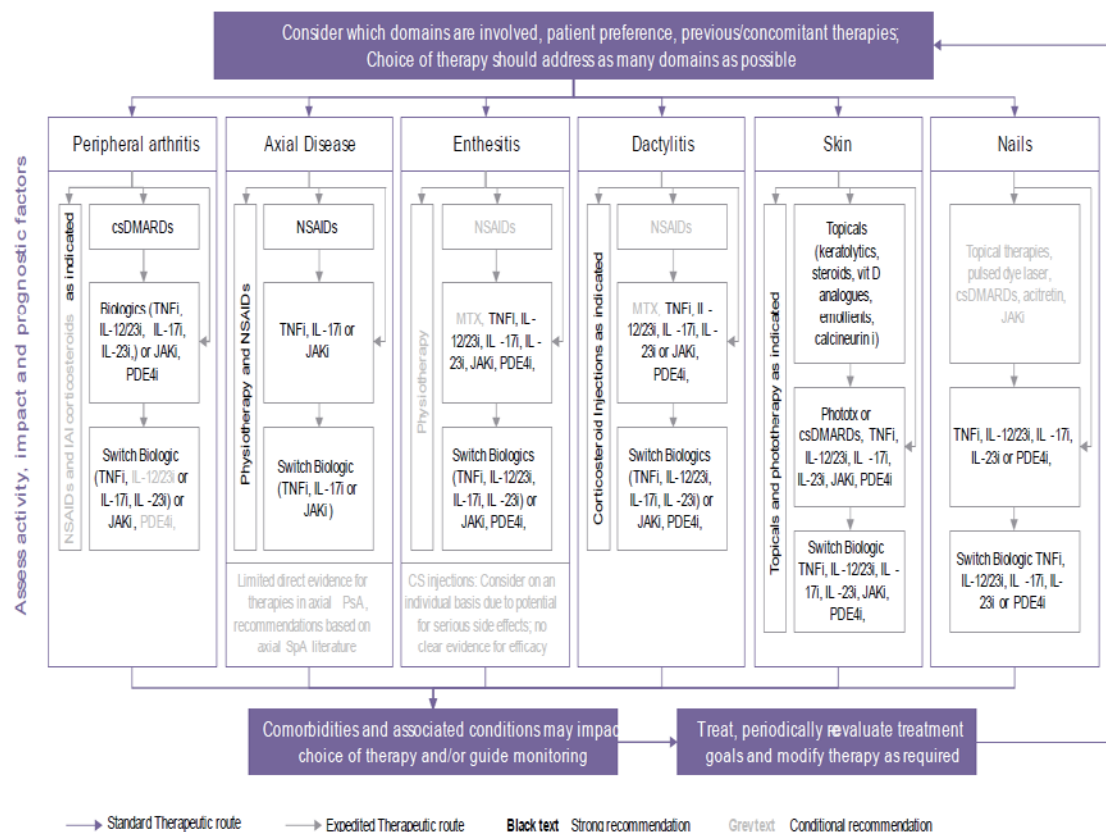 Consider which domains are involved, patient preference, previous/concomitant therapies;
Choice of therapy should address as many domains as possible
Assess activity, impact and prognostic factors
Peripheral arthritis
NSAIDs and IAI corticosteroids as indicated
csDMARDs
Biologics (TNFi,
IL-12/23i, IL-17i,
IL-23i,) or JAKi,
PDE4i
Switch Biologic
(TNFi, IL-12/23i or
IL-17i, IL -23i) or
JAKi, PDE4i,
Axial Disease
Physiotherapy and NSAIDs
NSAIDs
TNFi, IL-17i or
JAKi
Switch Biologic
(TNFi, IL-17i or
JAKi )
Limited direct evidence for
therapies in axial PsA,
recommendations based on
axial SpA literature
Enthesitis
Physiotherapy
NSAIDs
MTX, TNFi, IL-
12/23i, IL -17i, IL -
23i, JAKi, PDE4i,
Switch Biologics
(TNFi, IL-12/23i,
IL-17i, IL -23i) or
JAKi, PDE4i,
CS injections: Consider on an
individual basis due to potential
for serious side effects; no
clear evidence for efficacy
Dactylitis
Corticosteroid Injections as indicated
NSAIDs
MTX, TNFi, IL -
12/23i, IL -17i, IL -
23i or JAKi,
PDE4i,
Switch Biologics
(TNFi, IL-12/23i,
IL-17i, IL -23i) or
JAKi, PDE4i,
Skin
Topicals and phototherapy as indicated
Topicals
(keratolytics,
steroids, vit D
analogues,
emollients,
calcineurin i)
Phototx or
csDMARDs, TNFi,
IL-12/23i, IL -17i,
IL-23i, JAKi, PDE4i
Switch Biologic
TNFi, IL-12/23i, IL -
17i, IL -23i, JAKi,
PDE4i,
Nails
Topical therapies,
pulsed dye laser,
csDMARDs, acitretin,
JAKi
TNFi, IL-12/23i, IL -17i,
IL-23i or PDE4i,
Switch Biologic TNFi,
IL-12/23i, IL -17i, IL-
23i or PDE4i
Comorbidities and associated conditions may impac
choice of therapy and/or guide monitoring
Treat, periodically re-evaluate treatment
goals and modify therapy as required
Standard Therapeutic route
Expedited Therapeutic route
Black text Strong recommendation
Grey text Conditional recommendation